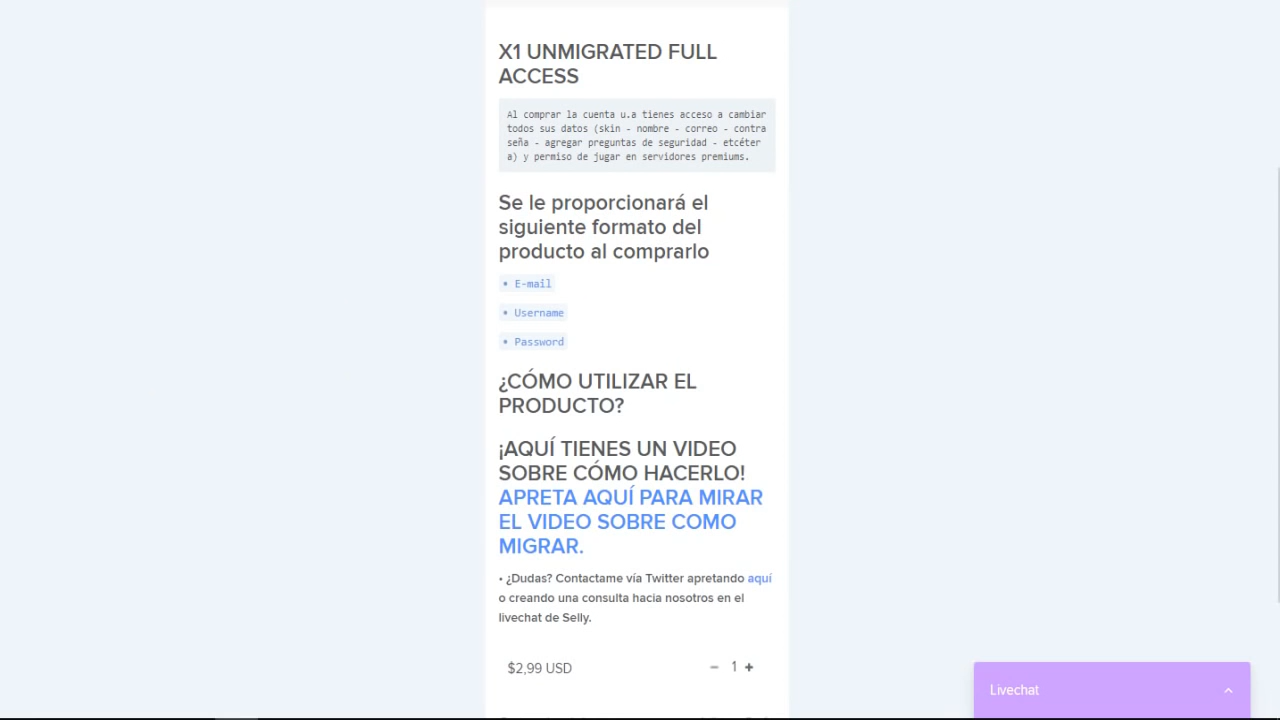 X1 UNMIGRATED FULL
ACCESS
Al comprar la cuenta u.a tienes acceso a cambiar
todos sus datos (skin - nombre - correo - contra
seña - agregar preguntas de seguridad - etcéter
a) y permiso de jugar en servidores premiums.
Se le proporcionará el
siguiente formato del
producto al comprarlo
• E-mail
• Username
• Password
¿CÓMO UTILIZAR EL
PRODUCTO?
¡AQUÍ TIENES UN VIDEO
SOBRE CÓMO HACERLO!
APRETA AQUÍ PARA MIRAR
EL VIDEO SOBRE COMO
MIGRAR.
• ¿Dudas? Contactame vía Twitter apretando aquí
o creando una consulta hacia nosotros en el
livechat de Selly.
$2,99 USD − 1 +
Livechat